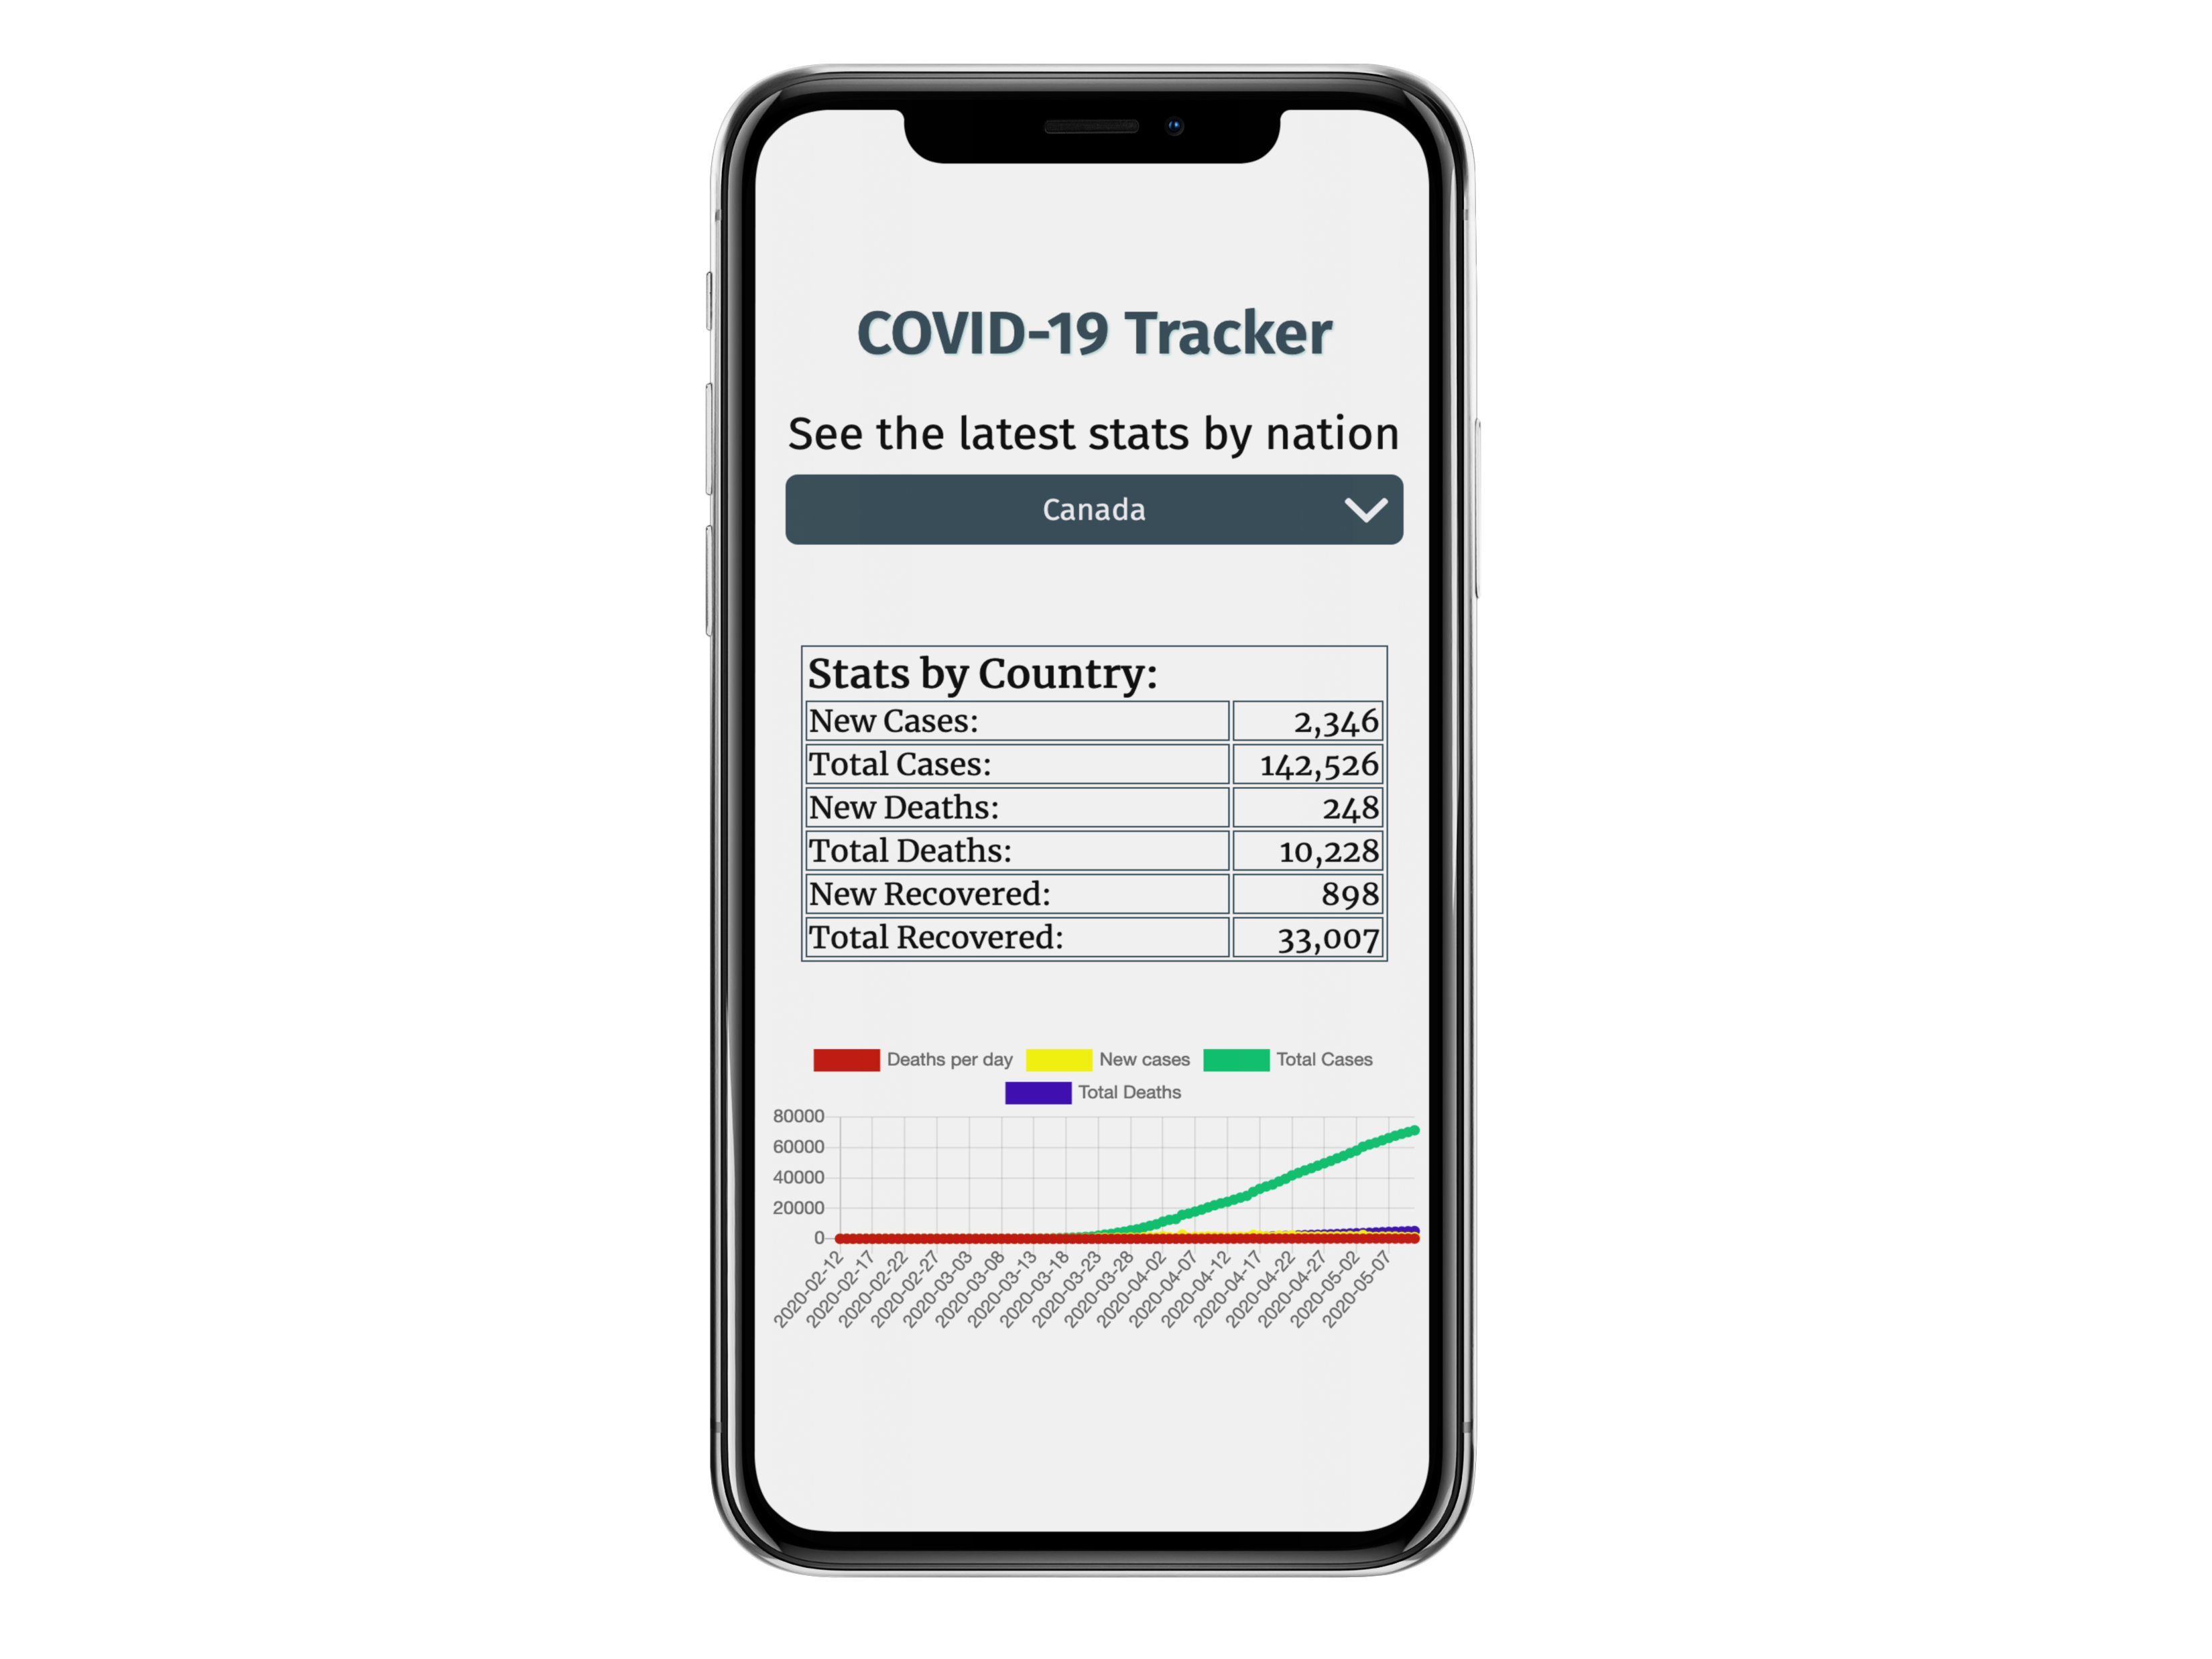 COVID-19 Tracker
See the latest stats by nation
Canada
Stats by Country:
New Cases: 2,346
Total Cases: 142,526
New Deaths: 248
Total Deaths: 10,228
New Recovered: 898
Total Recovered: 33,007
Deaths per day New cases Total Cases
Total Deaths
80000
60000
40000
20000
0
2020-02-12 2020-02-17 2020-02-22 2020-02-27 2020-03-03 2020-03-08 2020-03-13 2020-03-18 2020-03-23 2020-03-28 2020-04-02 2020-04-07 2020-04-12 2020-04-17 2020-04-22 2020-04-27 2020-05-02 2020-05-07